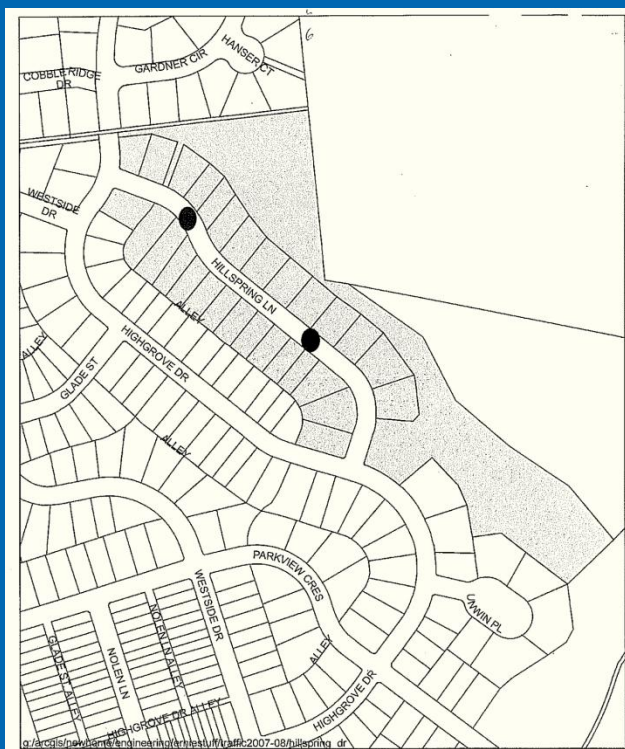 6
HANSER CT
GARDNER CIR
COBBLE RIDGE
DR
WESTSIDE
DR
HILLSPRING LN
ALLEY
HIGHGROVE DR
ALLEY
GLADE ST
ALLEY
PARKVIEW CRES
WESTSIDE DR
UNWIN PL
NOLEN LN ALLEY
ALLEY
GLADE ST ALLEY
NOLEN LN
HIGHGROVE DR
HIGHGROVE DR ALLEY
g:/arcgis/newhame/engineering/erniestuff/traffic2007-08/hillspring_dr